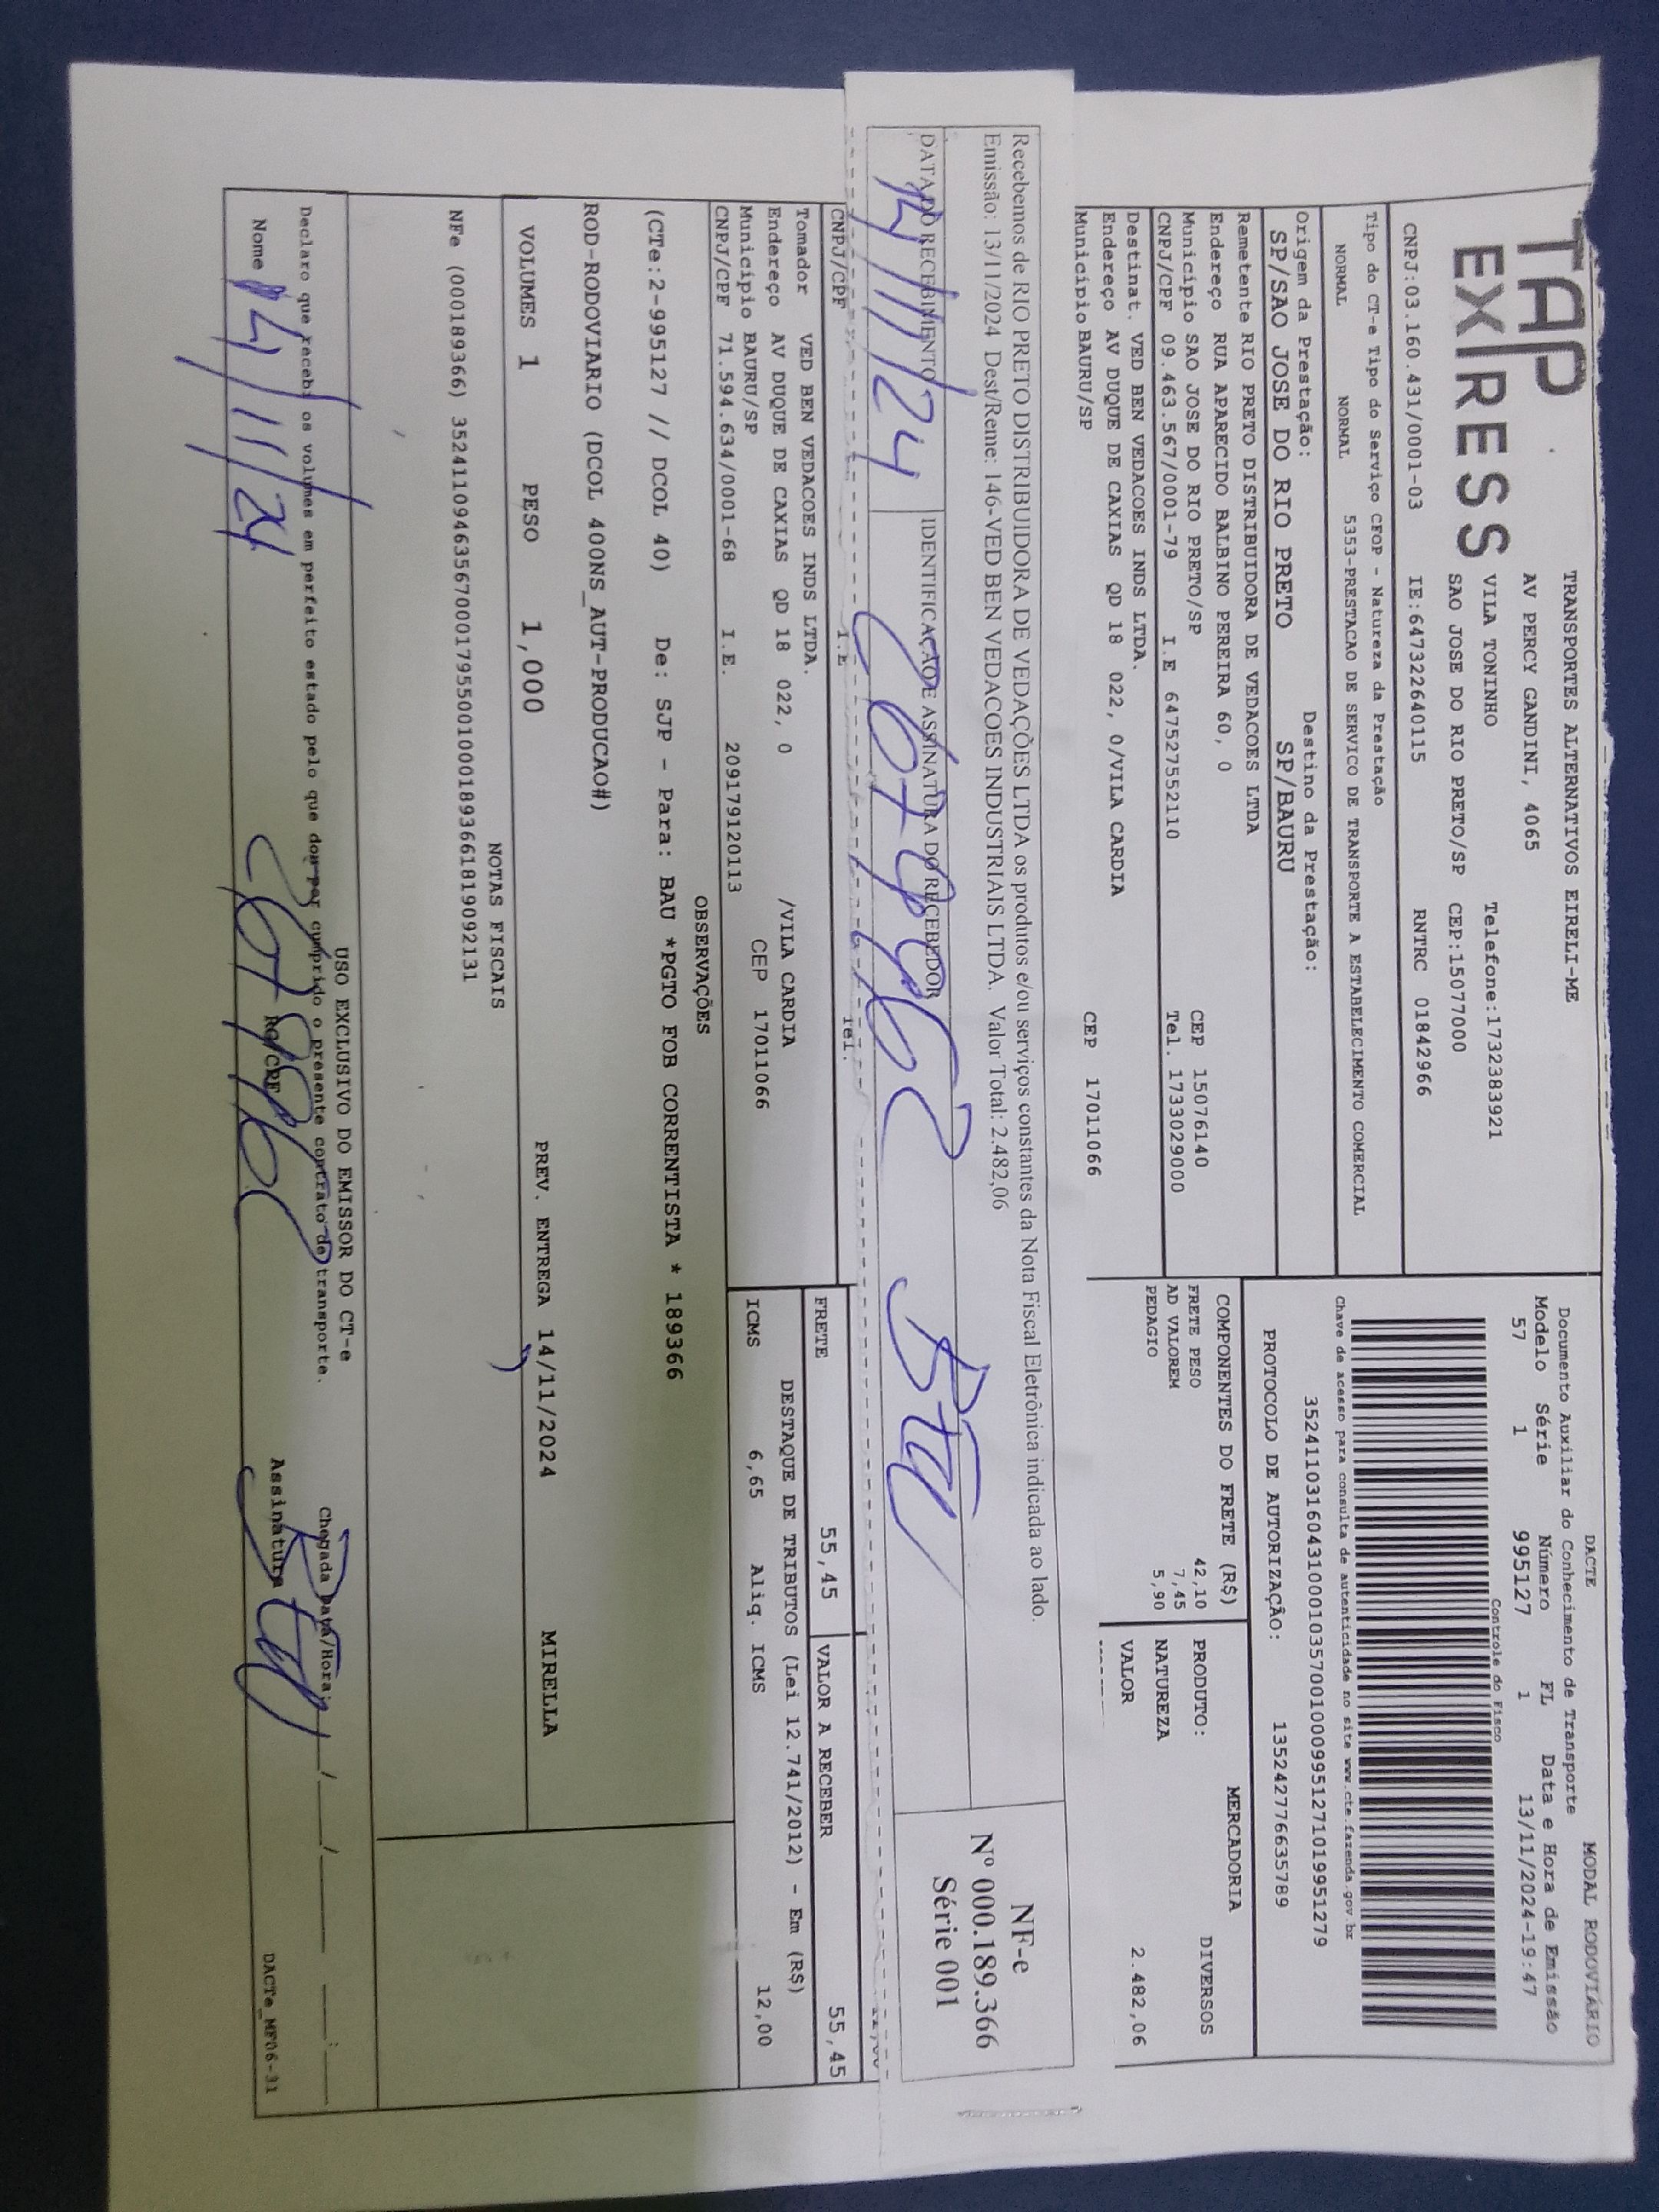 TAP
EXPRESS
TRANSPORTES ALTERNATIVOS EIRELI-ME
AV PERCY GANDINI, 4065
VILA TONINHO Telefone:1732383921
SAO JOSE DO RIO PRETO/SP CEP:15077000
CNPJ:03.160.431/0001-03 IE:647322640115 RNTRC 01842966
Tipo do CT-e Tipo do Serviço CFOP - Natureza da Prestação
NORMAL NORMAL 5353-PRESTACAO DE SERVICO DE TRANSPORTE A ESTABELECIMENTO COMERCIAL
Origem da Prestação: Destino da Prestação:
SP/SAO JOSE DO RIO PRETO SP/BAURU
DACTE MODAL RODOVIÁRIO
Documento Auxiliar do Conhecimento de Transporte
Modelo Série Número FL Data e Hora de Emissão
57 1 995127 1 13/11/2024-19:47
Controle do Fisco
Chave de acesso para consulta de autenticidade no site www.cte.fazenda.gov.br
35241103160431000103570010009951271019951279
PROTOCOLO DE AUTORIZAÇÃO: 135242776635789
Remetente RIO PRETO DISTRIBUIDORA DE VEDACOES LTDA
Endereço RUA APARECIDO BALBINO PEREIRA 60, 0
Município SAO JOSE DO RIO PRETO/SP CEP 15076140
CNPJ/CPF 09.463.567/0001-79 I.E 647527552110 Tel. 1733029000
Destinat. VED BEN VEDACOES INDS LTDA.
Endereço AV DUQUE DE CAXIAS QD 18 022, 0/VILA CARDIA
Município BAURU/SP CEP 17011066
COMPONENTES DO FRETE (R$)
FRETE PESO 42,10
AD VALOREM 7,45
PEDAGIO 5,90
MERCADORIA
PRODUTO: DIVERSOS
NATUREZA
VALOR 2.482,06
Recebemos de RIO PRETO DISTRIBUIDORA DE VEDAÇÕES LTDA os produtos e/ou serviços constantes da Nota Fiscal Eletrônica indicada ao lado.
Emissão: 13/11/2024 Dest/Reme: 146-VED BEN VEDACOES INDUSTRIAIS LTDA. Valor Total: 2.482,06
DATA DO RECEBIMENTO IDENTIFICAÇÃO E ASSINATURA DO RECEBEDOR
14/11/24
NF-e
Nº 000.189.366
Série 001
CNPJ/CPF I.E Tel.
Tomador VED BEN VEDACOES INDS LTDA.
Endereço AV DUQUE DE CAXIAS QD 18 022, 0 /VILA CARDIA
Município BAURU/SP CEP 17011066
CNPJ/CPF 71.594.634/0001-68 I.E. 209179120113
FRETE 55,45 VALOR A RECEBER 55,45
DESTAQUE DE TRIBUTOS (Lei 12.741/2012) - Em (R$)
ICMS 6,65 Aliq. ICMS 12,00
OBSERVAÇÕES
(CTe:2-995127 // DCOL 40) De: SJP - Para: BAU *PGTO FOB CORRENTISTA * 189366
ROD-RODOVIARIO (DCOL 400NS_AUT-PRODUCAO#)
VOLUMES 1 PESO 1,000 PREV. ENTREGA 14/11/2024 MIRELLA
NOTAS FISCAIS
NFe (000189366) 35241109463567000179550010001893661819092131
USO EXCLUSIVO DO EMISSOR DO CT-e
Declaro que recebi os volumes em perfeito estado pelo que dou por cumprido o presente contrato de transporte.
Chegada Data/Hora: __/__/____ __:__
Nome RG/CPF Assinatura
14/11/24
DACTe_MF06-31